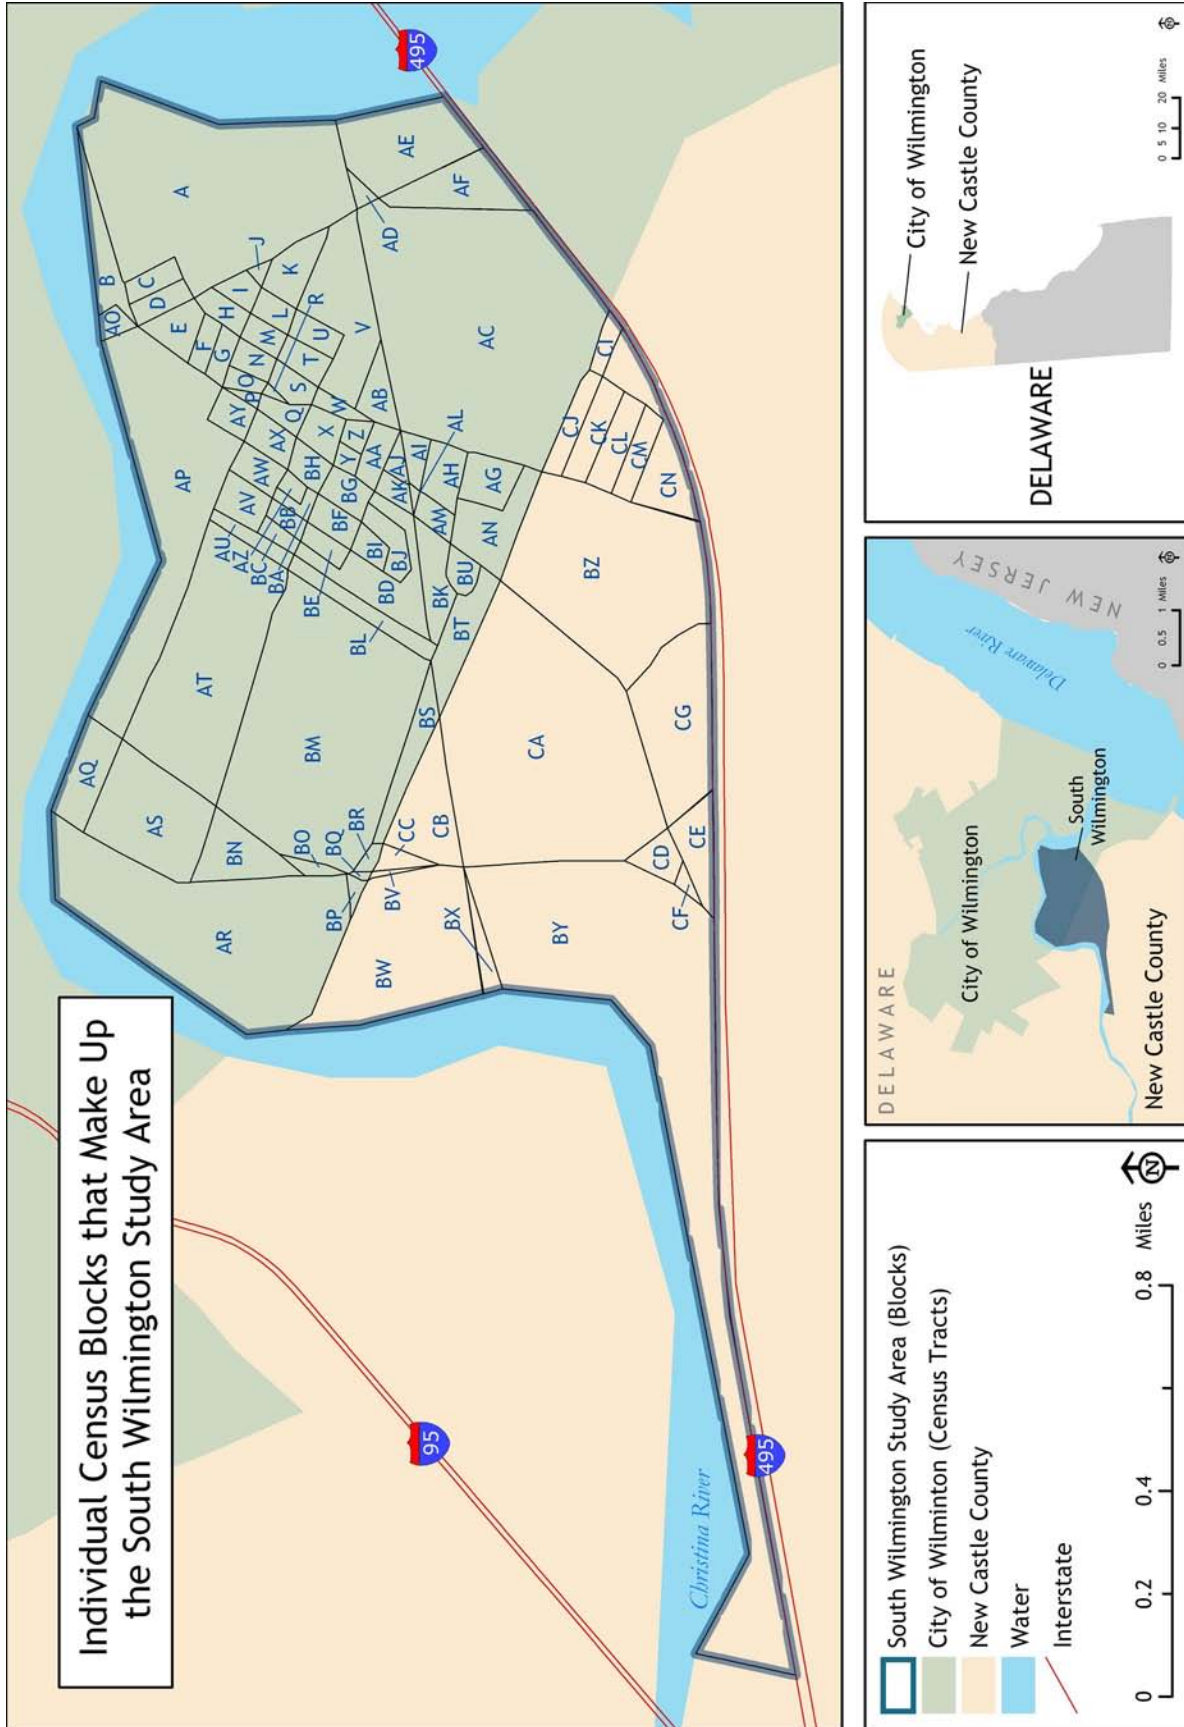 Individual Census Blocks that Make Up
the South Wilmington Study Area
95
495
495
Christina River
A
B
C
D
E
F
G
H
I
J
K
L
M
N
O
P
Q
R
S
T
U
V
W
X
Y
Z
AA
AB
AC
AD
AE
AF
AG
AH
AI
AJ
AK
AL
AM
AN
AO
AP
AQ
AR
AS
AT
AU
AV
AW
AX
AY
AZ
BA
BB
BC
BD
BE
BF
BG
BH
BI
BJ
BK
BL
BM
BN
BO
BP
BQ
BR
BS
BT
BU
BV
BW
BX
BY
BZ
CA
CB
CC
CD
CE
CF
CG
CI
CJ
CK
CL
CM
CN
South Wilmington Study Area (Blocks)
City of Wilminton (Census Tracts)
New Castle County
Water
Interstate
0 0.2 0.4 0.8 Miles
N
DELAWARE
City of Wilmington
South
Wilmington
New Castle County
Delaware River
NEW JERSEY
0 0.5 1 Miles
N
DELAWARE
City of Wilmington
New Castle County
0 5 10 20 Miles
N